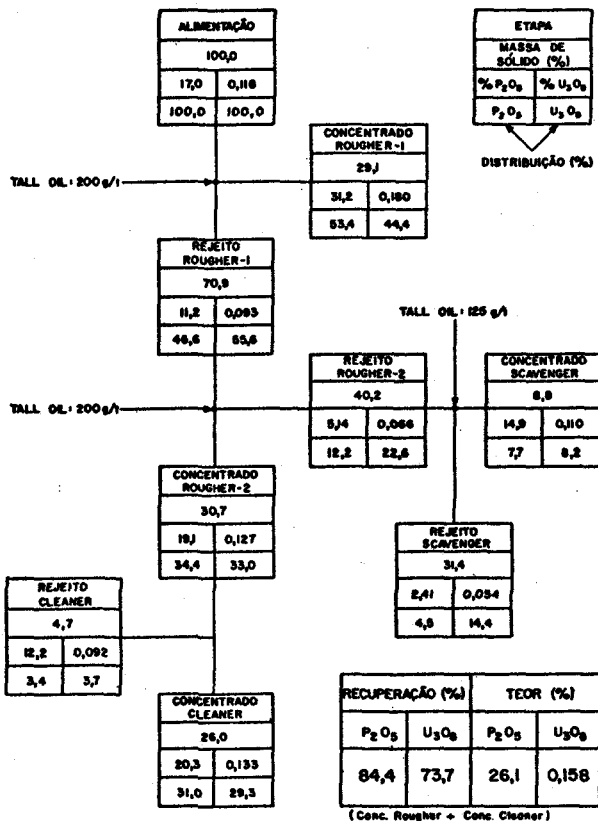 ALIMENTAÇÃO
100,0
17,0 0,118
100,0 100,0
ETAPA
MASSA DE
SÓLIDO (%)
% P₂O₅ % U₃O₈
P₂O₅ U₃O₈
DISTRIBUIÇÃO (%)
CONCENTRADO
ROUGHER-1
29,1
31,2 0,180
53,4 44,4
TALL OIL: 200 g/t
REJEITO
ROUGHER-1
70,9
11,2 0,093
46,6 55,6
TALL OIL: 125 g/t
REJEITO
ROUGHER-2
40,2
5,14 0,066
12,2 22,6
CONCENTRADO
SCAVENGER
8,8
14,9 0,110
7,7 8,2
TALL OIL: 200 g/t
CONCENTRADO
ROUGHER-2
30,7
19,1 0,127
34,4 33,0
REJEITO
SCAVENGER
31,4
2,41 0,054
4,5 14,4
REJEITO
CLEANER
4,7
12,2 0,092
3,4 3,7
CONCENTRADO
CLEANER
26,0
20,3 0,133
31,0 29,3
RECUPERAÇÃO (%) TEOR (%)
P₂O₅ U₃O₈ P₂O₅ U₃O₈
84,4 73,7 26,1 0,158
(Conc. Rougher + Conc. Cleaner)